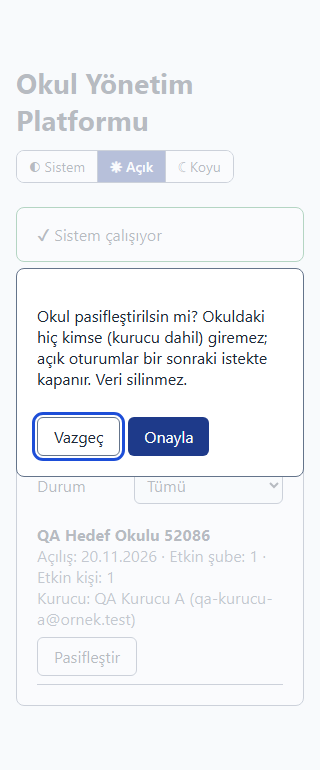 Okul Yönetim
Platformu
Sistem
Açık
Koyu
✓ Sistem çalışıyor
Okul pasifleştirilsin mi? Okuldaki
hiç kimse (kurucu dahil) giremez;
açık oturumlar bir sonraki istekte
kapanır. Veri silinmez.
Vazgeç
Onayla
Durum
Tümü
QA Hedef Okulu 52086
Açılış: 20.11.2026 · Etkin şube: 1 ·
Etkin kişi: 1
Kurucu: QA Kurucu A (qa-kurucu-
a@ornek.test)
Pasifleştir